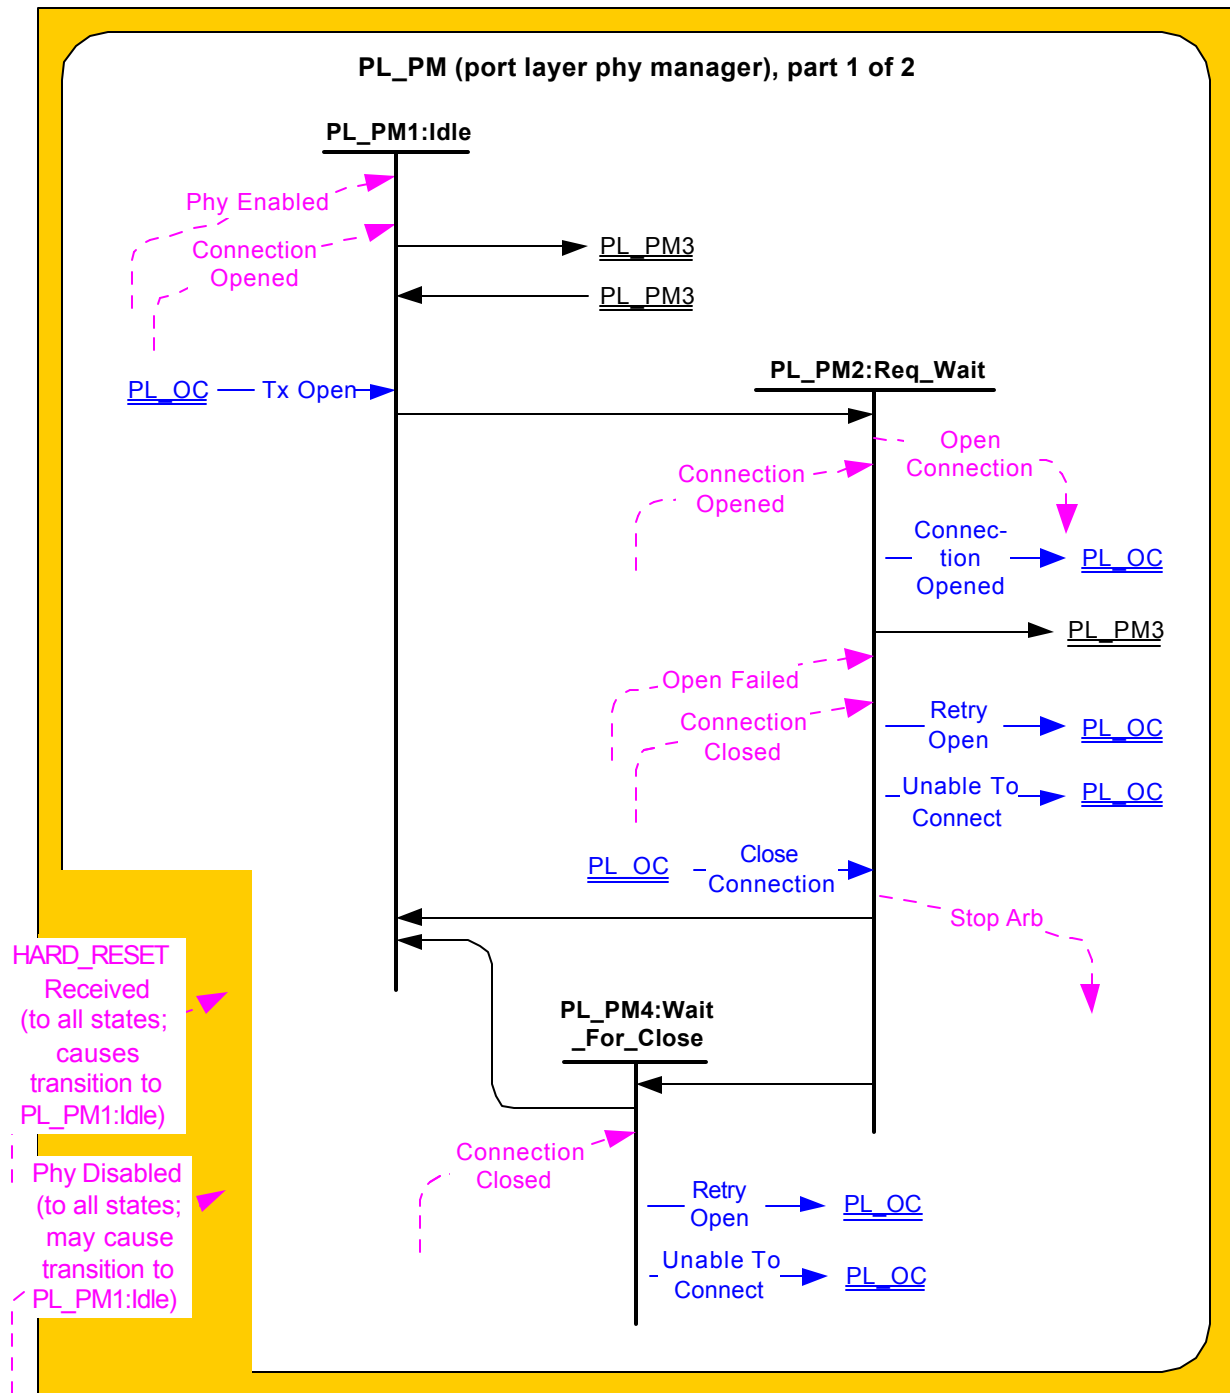 PL_PM (port layer phy manager), part 1 of 2
PL_PM1:Idle
Phy Enabled
Connection
Opened
PL_PM3
PL_PM3
PL_OC
Tx Open
PL_PM2:Req_Wait
Open
Connection
Connection
Opened
Connec-
tion
Opened
PL_OC
PL_PM3
Open Failed
Connection
Closed
Retry
Open
PL_OC
Unable To
Connect
PL_OC
PL_OC
Close
Connection
Stop Arb
HARD_RESET
Received
(to all states;
causes
transition to
PL_PM1:Idle)
PL_PM4:Wait
_For_Close
Connection
Closed
Phy Disabled
(to all states;
may cause
transition to
PL_PM1:Idle)
Retry
Open
PL_OC
Unable To
Connect
PL_OC